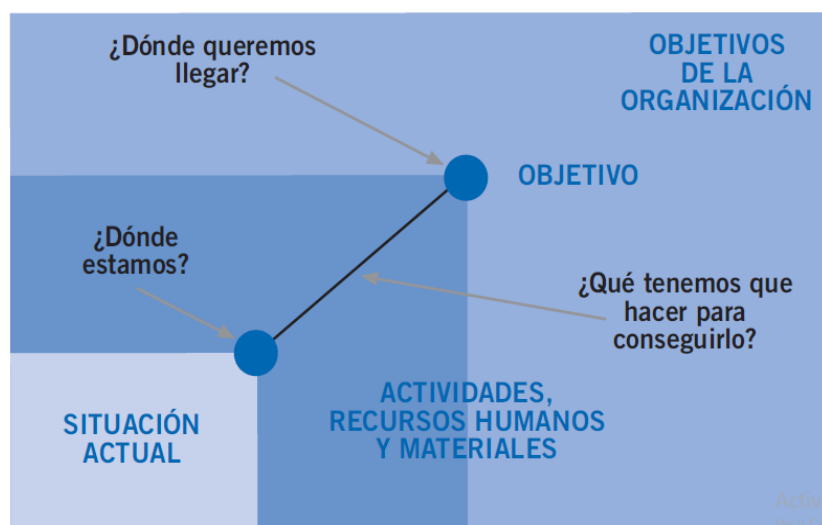 ¿Dónde queremos
llegar?
OBJETIVOS
DE LA
ORGANIZACIÓN
OBJETIVO
¿Dónde
estamos?
¿Qué tenemos que
hacer para
conseguirlo?
SITUACIÓN
ACTUAL
ACTIVIDADES,
RECURSOS HUMANOS
Y MATERIALES